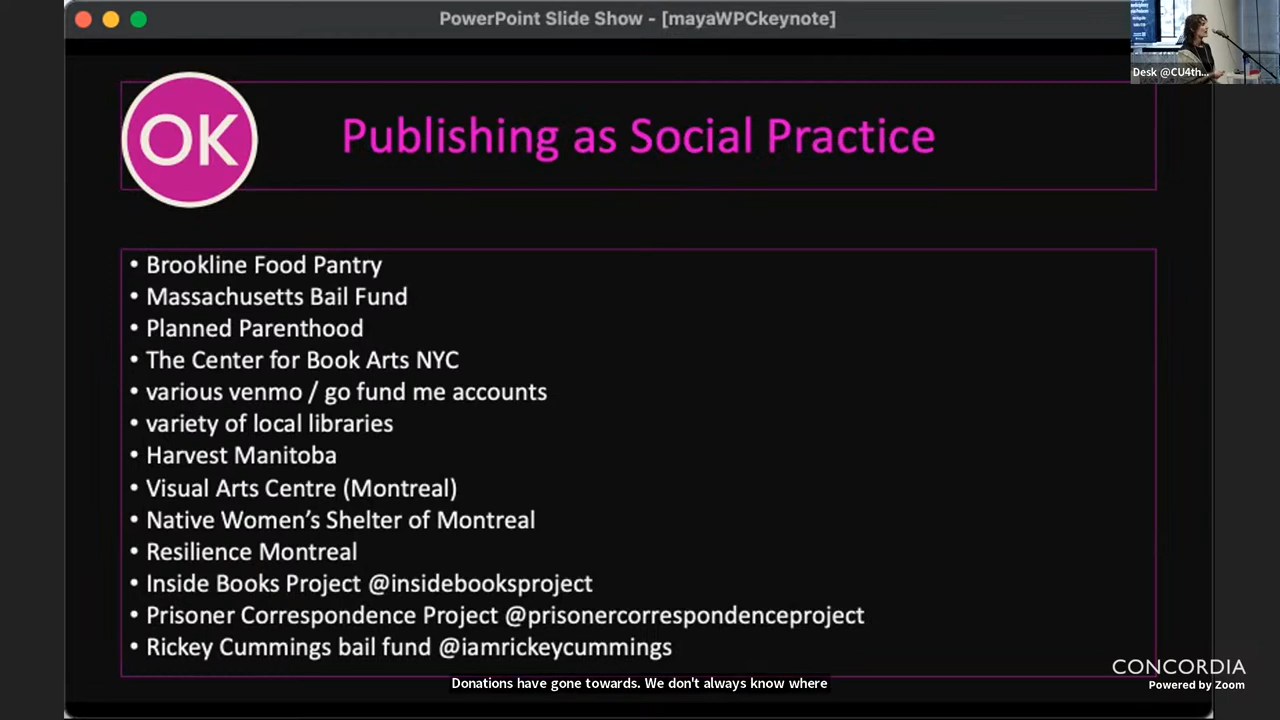 PowerPoint Slide Show - [mayaWPCkeynote]
Desk @CU4th...
OK
Publishing as Social Practice
• Brookline Food Pantry
• Massachusetts Bail Fund
• Planned Parenthood
• The Center for Book Arts NYC
• various venmo / go fund me accounts
• variety of local libraries
• Harvest Manitoba
• Visual Arts Centre (Montreal)
• Native Women’s Shelter of Montreal
• Resilience Montreal
• Inside Books Project @insidebooksproject
• Prisoner Correspondence Project @prisonercorrespondenceproject
• Rickey Cummings bail fund @iamrickeycummings
CONCORDIA
Powered by Zoom
Donations have gone towards. We don't always know where